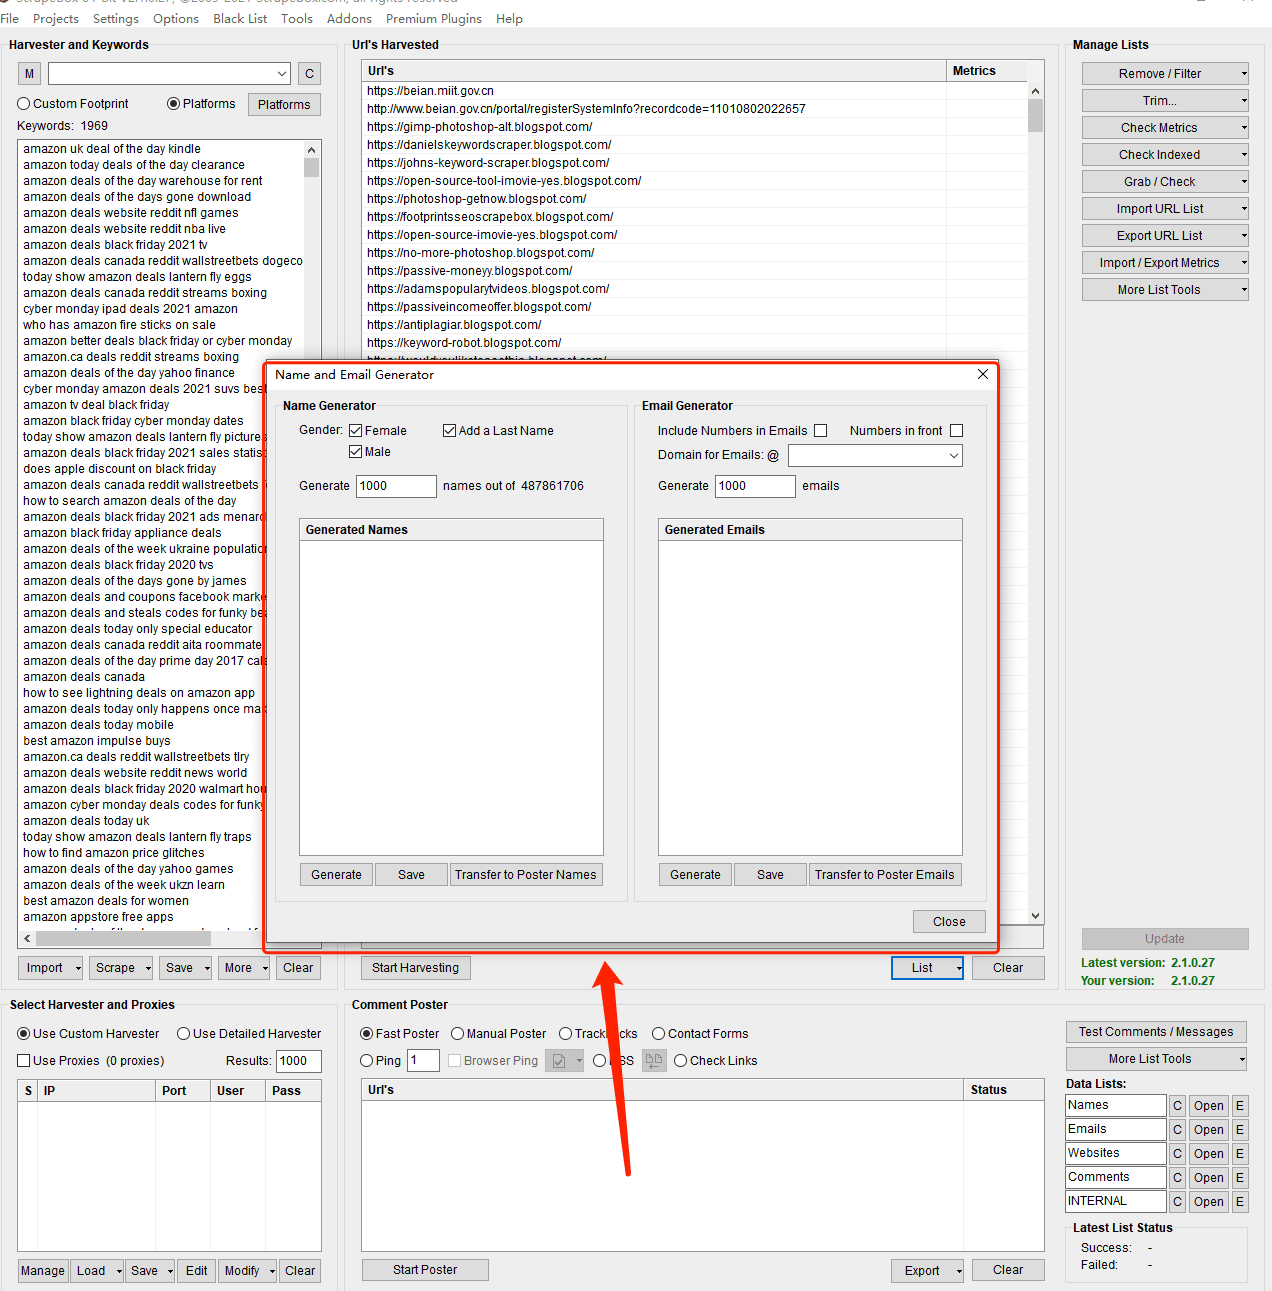 File Projects Settings Options Black List Tools Addons Premium Plugins Help
Harvester and Keywords
M
C
Custom Footprint Platforms Platforms
Keywords: 1969
amazon uk deal of the day kindle
amazon today deals of the day clearance
amazon deals of the day warehouse for rent
amazon deals of the days gone download
amazon deals website reddit nfl games
amazon deals website reddit nba live
amazon deals black friday 2021 tv
amazon deals canada reddit wallstreetbets dogeco
today show amazon deals lantern fly eggs
amazon deals canada reddit streams boxing
cyber monday ipad deals 2021 amazon
who has amazon fire sticks on sale
amazon better deals black friday or cyber monday
amazon.ca deals reddit streams boxing
amazon deals of the day yahoo finance
cyber monday amazon deals 2021 suvs best
amazon tv deal black friday
amazon black friday cyber monday dates
today show amazon deals lantern fly pictures
amazon deals black friday 2021 sales statis
does apple discount on black friday
amazon deals canada reddit wallstreetbets
how to search amazon deals of the day
amazon deals black friday 2021 ads menar
amazon black friday appliance deals
amazon deals of the week ukraine populatio
amazon deals black friday 2020 tvs
amazon deals of the days gone by james
amazon deals and coupons facebook marke
amazon deals and steals codes for funky be
amazon deals today only special educator
amazon deals canada reddit aita roommate
amazon deals of the day prime day 2017 cal
amazon deals canada
how to see lightning deals on amazon app
amazon deals today only happens once mak
amazon deals today mobile
best amazon impulse buys
amazon.ca deals reddit wallstreetbets tlry
amazon deals website reddit news world
amazon deals black friday 2020 walmart hou
amazon cyber monday deals codes for funky
amazon deals today uk
today show amazon deals lantern fly traps
how to find amazon price glitches
amazon deals of the day yahoo games
amazon deals of the week ukzn learn
best amazon deals for women
amazon appstore free apps
Import Scrape Save More Clear
Url's Harvested
Url's Metrics
https://beian.miit.gov.cn
http://www.beian.gov.cn/portal/registerSystemInfo?recordcode=11010802022657
https://gimp-photoshop-alt.blogspot.com/
https://danielskeywordscraper.blogspot.com/
https://johns-keyword-scraper.blogspot.com/
https://open-source-tool-imovie-yes.blogspot.com/
https://photoshop-getnow.blogspot.com/
https://footprintsseoscrapebox.blogspot.com/
https://open-source-imovie-yes.blogspot.com/
https://no-more-photoshop.blogspot.com/
https://passive-moneyy.blogspot.com/
https://adamspopularytvideos.blogspot.com/
https://passiveincomeoffer.blogspot.com/
https://antiplagiar.blogspot.com/
https://keyword-robot.blogspot.com/
Name and Email Generator
Name Generator
Gender: Female Add a Last Name
Male
Generate 1000 names out of 487861706
Generated Names
Generate Save Transfer to Poster Names
Email Generator
Include Numbers in Emails Numbers in front
Domain for Emails: @
Generate 1000 emails
Generated Emails
Generate Save Transfer to Poster Emails
Close
Start Harvesting List Clear
Manage Lists
Remove / Filter
Trim...
Check Metrics
Check Indexed
Grab / Check
Import URL List
Export URL List
Import / Export Metrics
More List Tools
Update
Latest version: 2.1.0.27
Your version: 2.1.0.27
Select Harvester and Proxies
Use Custom Harvester Use Detailed Harvester
Use Proxies (0 proxies) Results: 1000
S IP Port User Pass
Manage Load Save Edit Modify Clear
Comment Poster
Fast Poster Manual Poster Contact Forms
Ping 1 Browser Ping Check Links
Url's Status
Start Poster Export Clear
Test Comments / Messages
More List Tools
Data Lists:
Names C Open E
Emails C Open E
Websites C Open E
Comments C Open E
INTERNAL C Open E
Latest List Status
Success: -
Failed: -